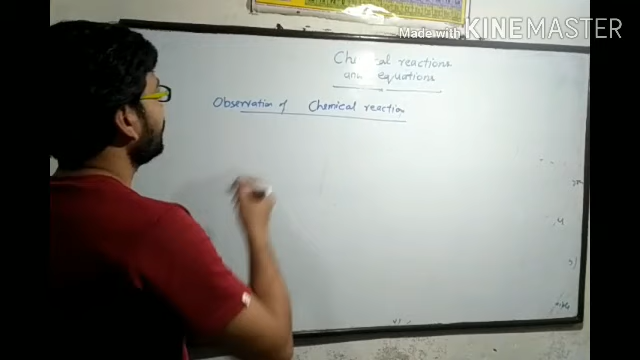 Made with KINEMASTER
Chemical reactions
and equations
Observation of Chemical reaction